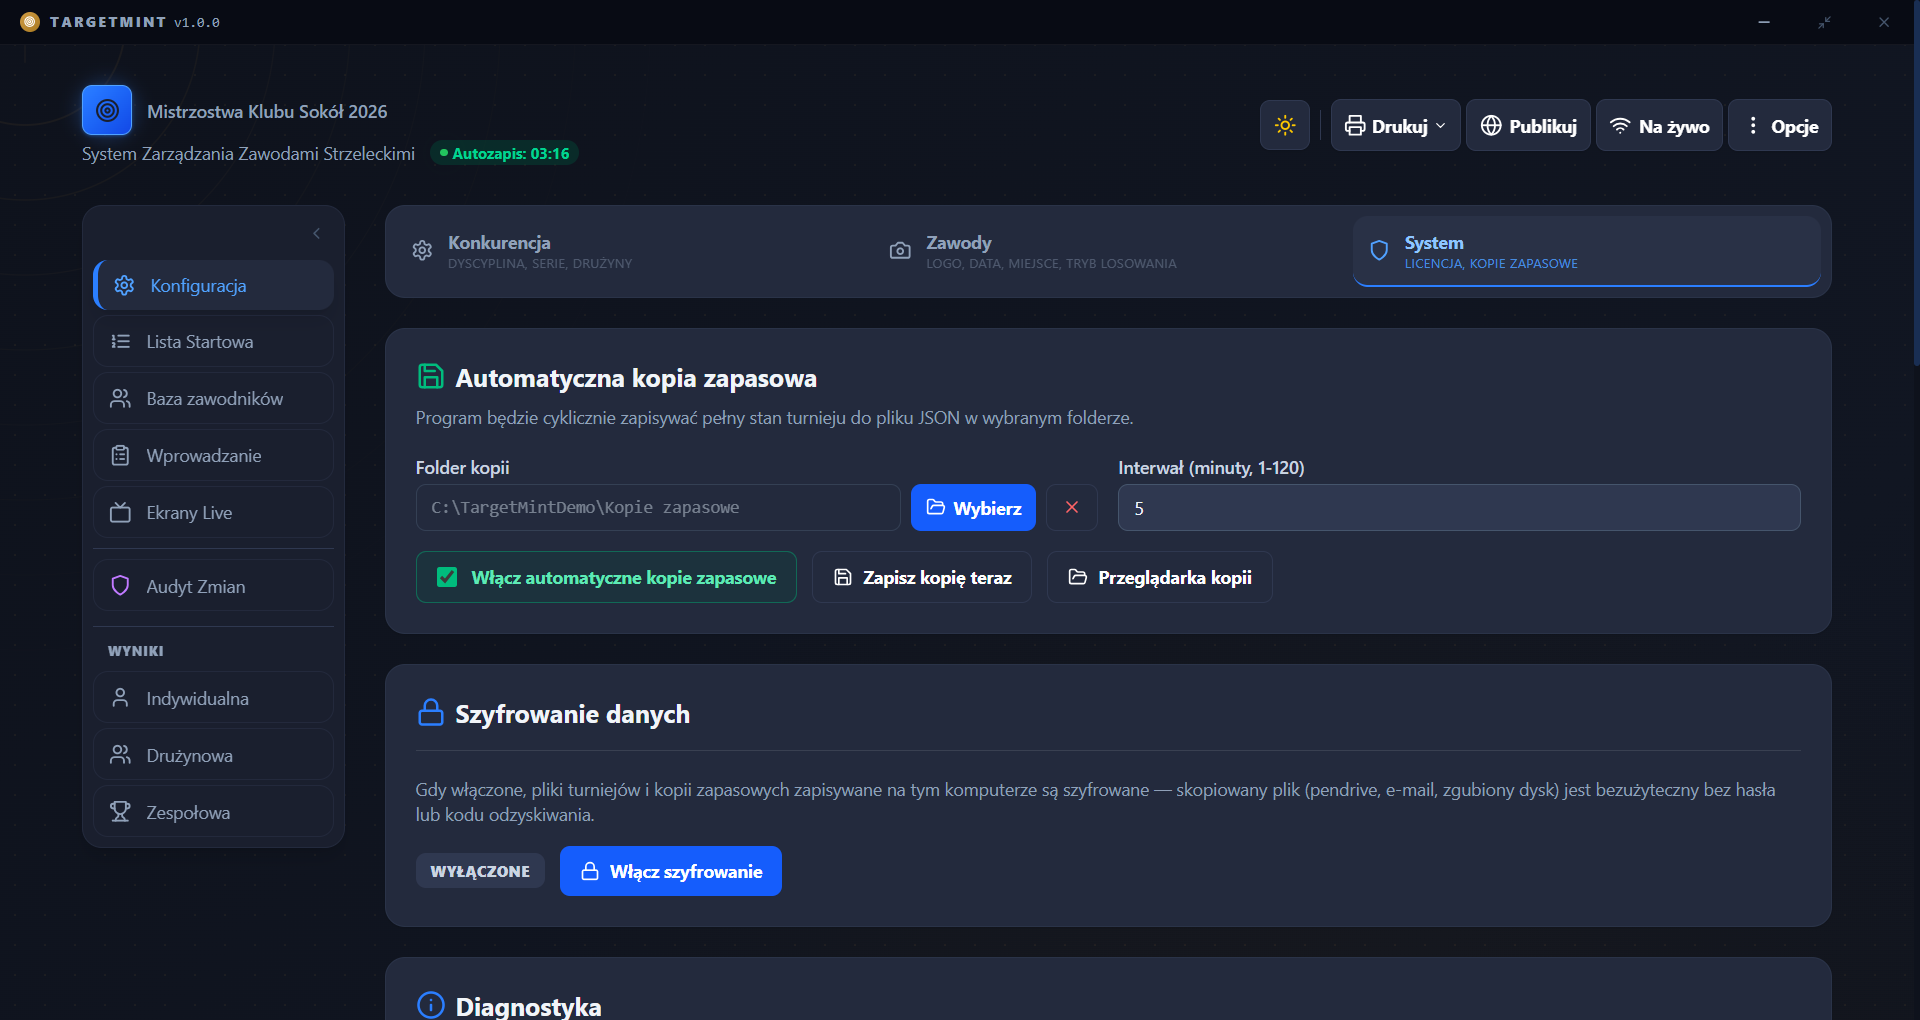 TARGETMINT v1.0.0
Mistrzostwa Klubu Sokół 2026
System Zarządzania Zawodami Strzeleckimi
Autozapis: 03:16
Drukuj
Publikuj
Na żywo
Opcje
Konfiguracja
Lista Startowa
Baza zawodników
Wprowadzanie
Ekrany Live
Audyt Zmian
WYNIKI
Indywidualna
Drużynowa
Zespołowa
Konkurencja
DYSCYPLINA, SERIE, DRUŻYNY
Zawody
LOGO, DATA, MIEJSCE, TRYB LOSOWANIA
System
LICENCJA, KOPIE ZAPASOWE
Automatyczna kopia zapasowa
Program będzie cyklicznie zapisywać pełny stan turnieju do pliku JSON w wybranym folderze.
Folder kopii
C:\TargetMintDemo\Kopie zapasowe
Wybierz
Interwał (minuty, 1-120)
5
Włącz automatyczne kopie zapasowe
Zapisz kopię teraz
Przeglądarka kopii
Szyfrowanie danych
Gdy włączone, pliki turniejów i kopii zapasowych zapisywane na tym komputerze są szyfrowane — skopiowany plik (pendrive, e-mail, zgubiony dysk) jest bezużyteczny bez hasła
lub kodu odzyskiwania.
WYŁĄCZONE
Włącz szyfrowanie
Diagnostyka